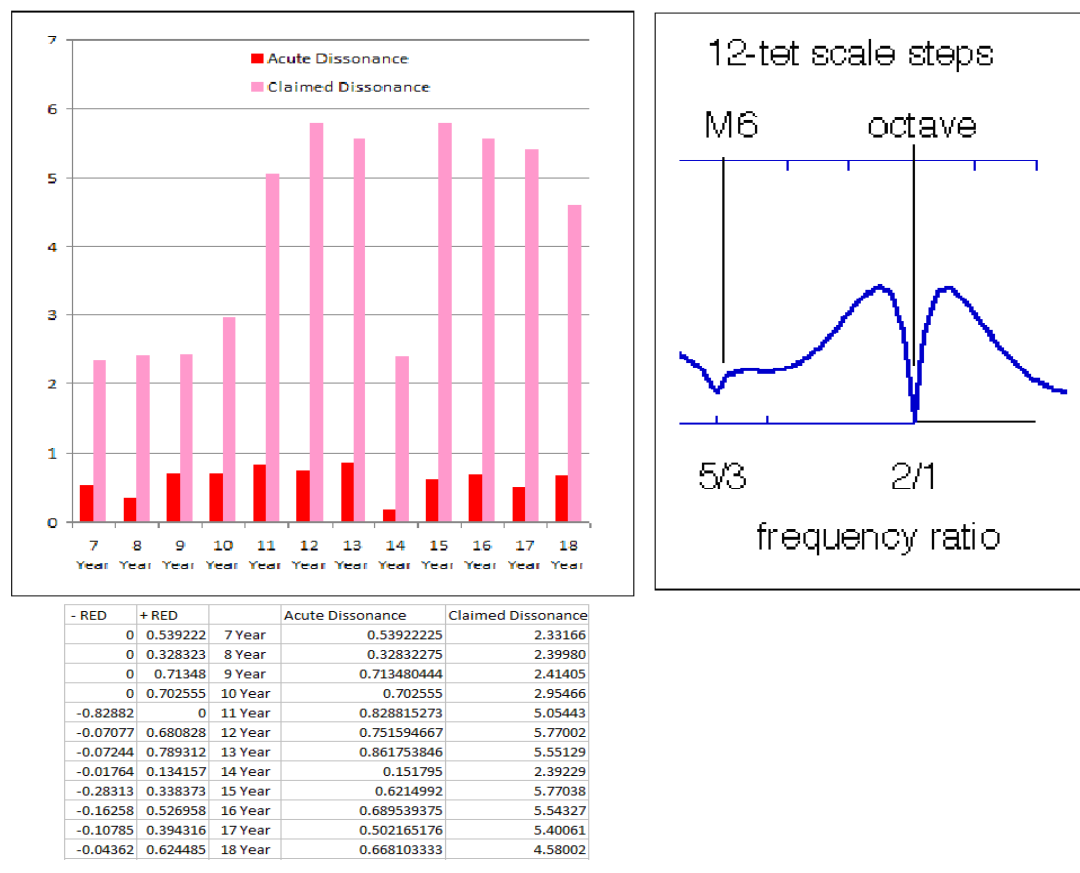 7
Acute Dissonance
Claimed Dissonance
6
5
4
3
2
1
0
7 8 9 10 11 12 13 14 15 16 17 18
Year Year Year Year Year Year Year Year Year Year Year Year
12-tet scale steps
M6 octave
5/3 2/1
frequency ratio
- RED + RED Acute Dissonance Claimed Dissonance
0 0.539222 7 Year 0.53922225 2.33166
0 0.328323 8 Year 0.32832275 2.39980
0 0.71348 9 Year 0.713480444 2.41405
0 0.702555 10 Year 0.702555 2.95466
-0.82882 0 11 Year 0.828815273 5.05443
-0.07077 0.680828 12 Year 0.751594667 5.77002
-0.07244 0.789312 13 Year 0.861753846 5.55129
-0.01764 0.134157 14 Year 0.151795 2.39229
-0.28313 0.338373 15 Year 0.6214992 5.77038
-0.16258 0.526958 16 Year 0.689539375 5.54327
-0.10785 0.394316 17 Year 0.502165176 5.40061
-0.04362 0.624485 18 Year 0.668103333 4.58002